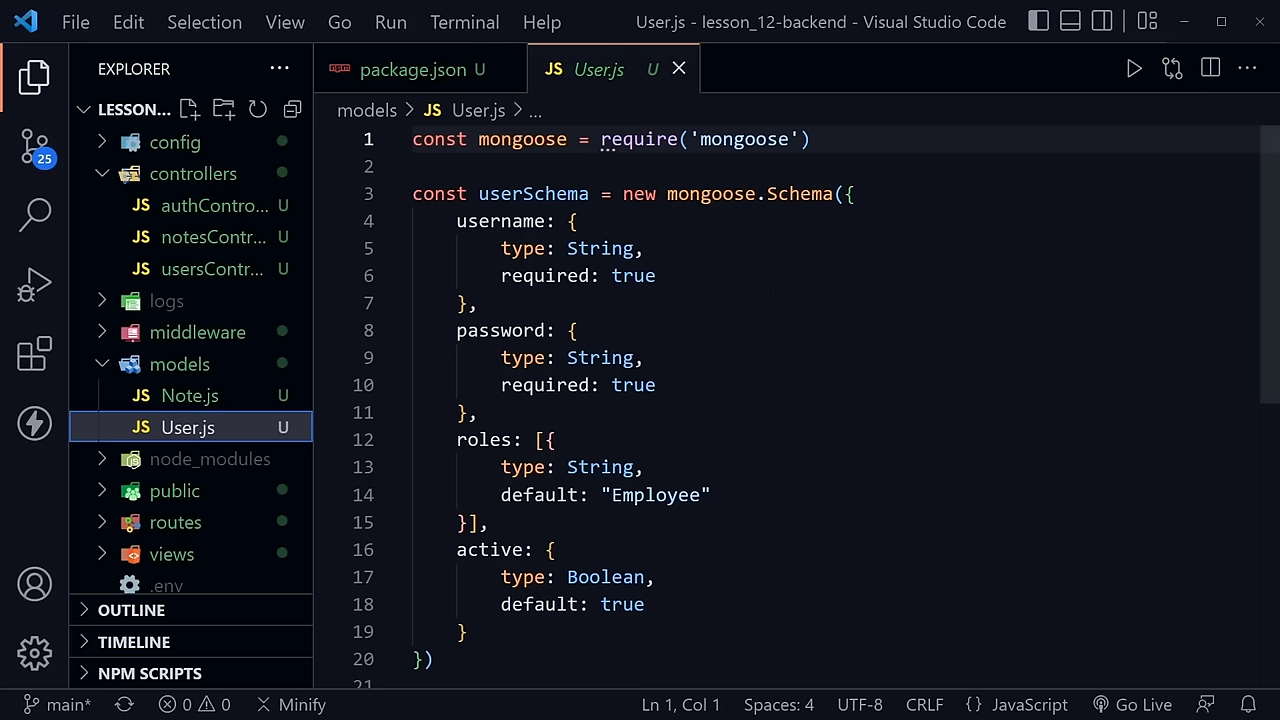 File Edit Selection View Go Run Terminal Help User.js - lesson_12-backend - Visual Studio Code
EXPLORER ...
package.json U
JS User.js U
LESSON...
models > JS User.js > ...
config
controllers
JS authContro... U
JS notesContr... U
JS usersContr... U
logs
middleware
models
JS Note.js U
JS User.js U
node_modules
public
routes
views
.env
OUTLINE
TIMELINE
NPM SCRIPTS
25
1 const mongoose = require('mongoose')
2
3 const userSchema = new mongoose.Schema({
4 username: {
5 type: String,
6 required: true
7 },
8 password: {
9 type: String,
10 required: true
11 },
12 roles: [{
13 type: String,
14 default: "Employee"
15 }],
16 active: {
17 type: Boolean,
18 default: true
19 }
20 })
21
main* 0 0 Minify Ln 1, Col 1 Spaces: 4 UTF-8 CRLF {} JavaScript Go Live